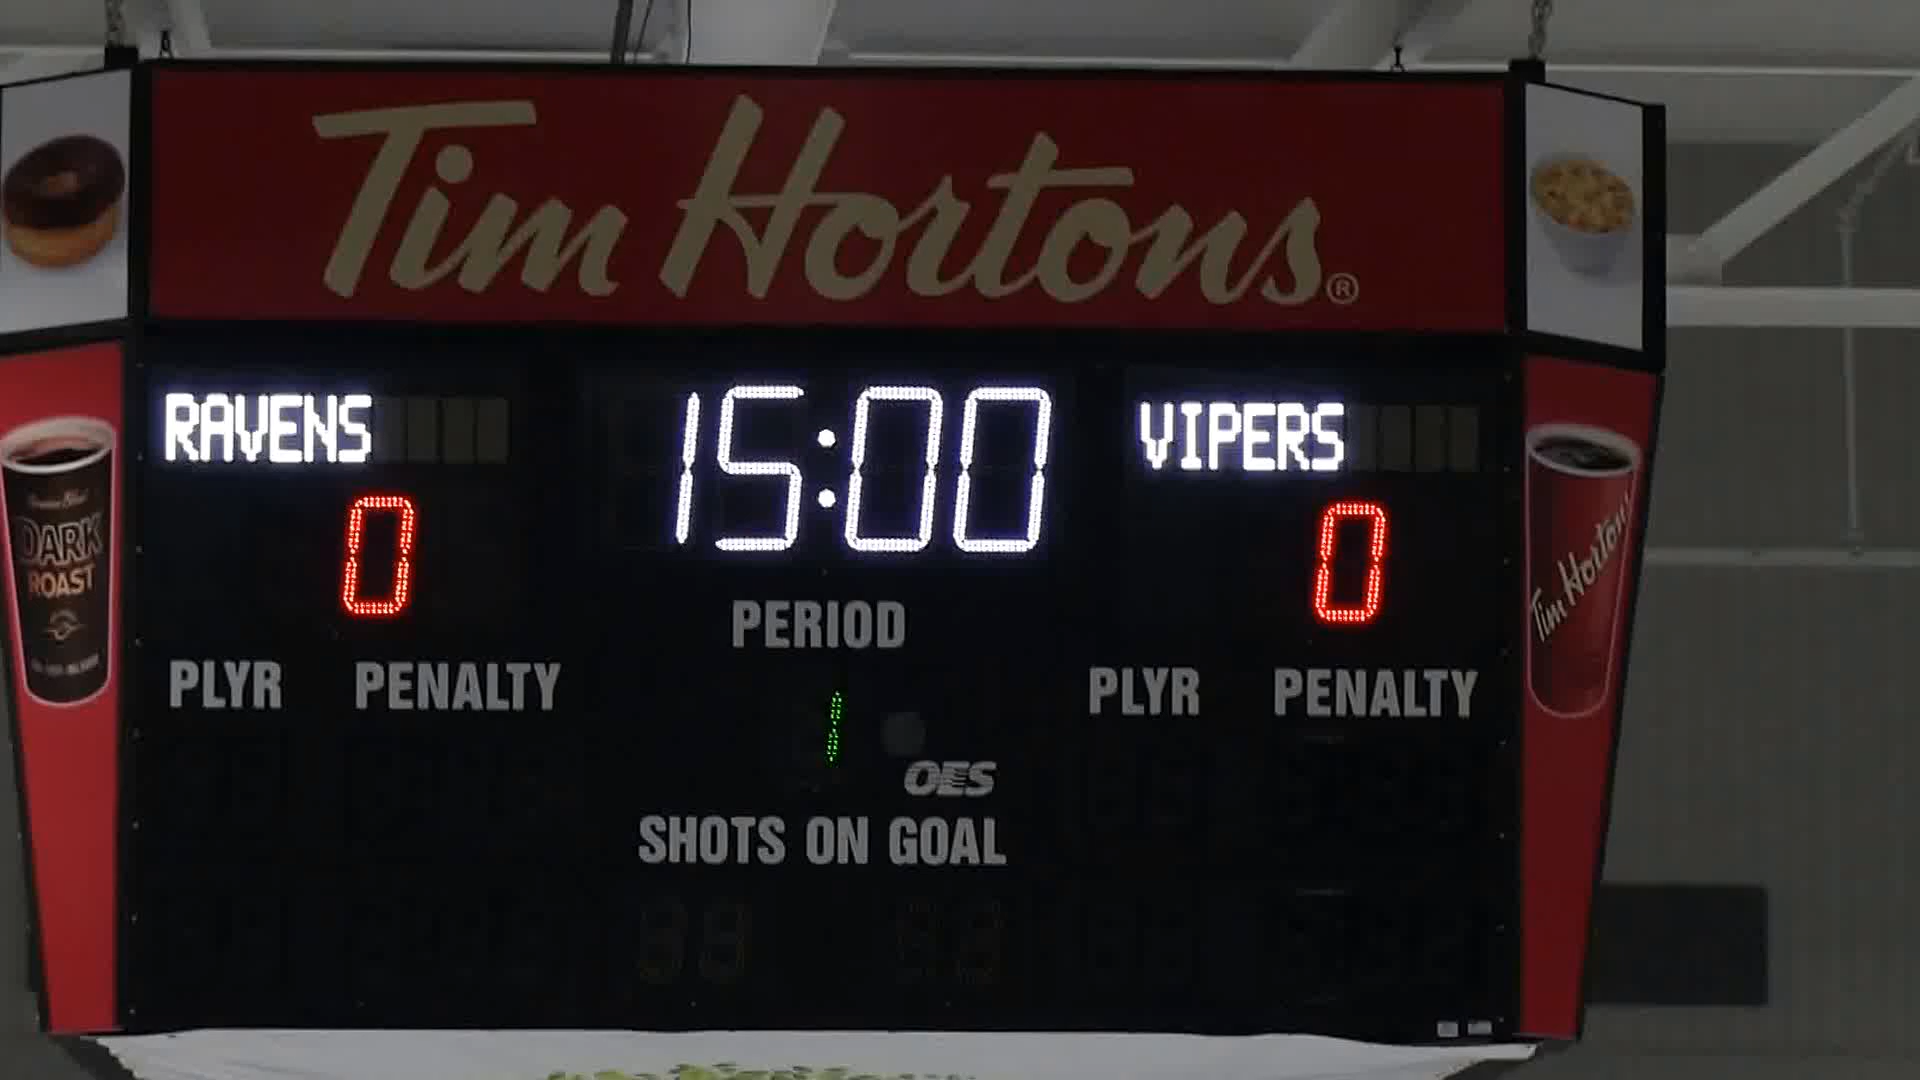 Tim Hortons®
RAVENS 15:00 VIPERS
0 0
PERIOD
PLYR PENALTY
PLYR PENALTY
1
OES
SHOTS ON GOAL
DARK
ROAST
Tim Hortons